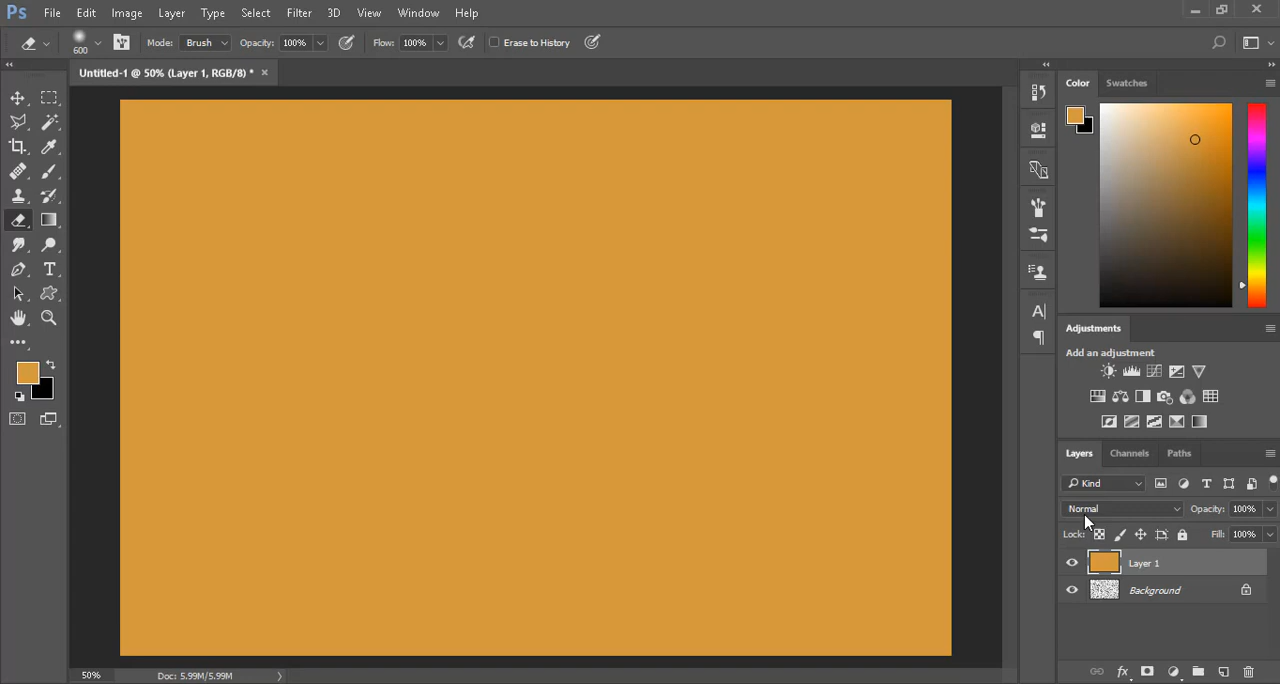 Ps File Edit Image Layer Type Select Filter 3D View Window Help
600 Mode: Brush Opacity: 100% Flow: 100% Erase to History
Untitled-1 @ 50% (Layer 1, RGB/8) *
Color Swatches
Adjustments
Add an adjustment
Layers Channels Paths
Kind
Normal Opacity: 100%
Lock: Fill: 100%
Layer 1
Background
fx
50% Doc: 5.99M/5.99M